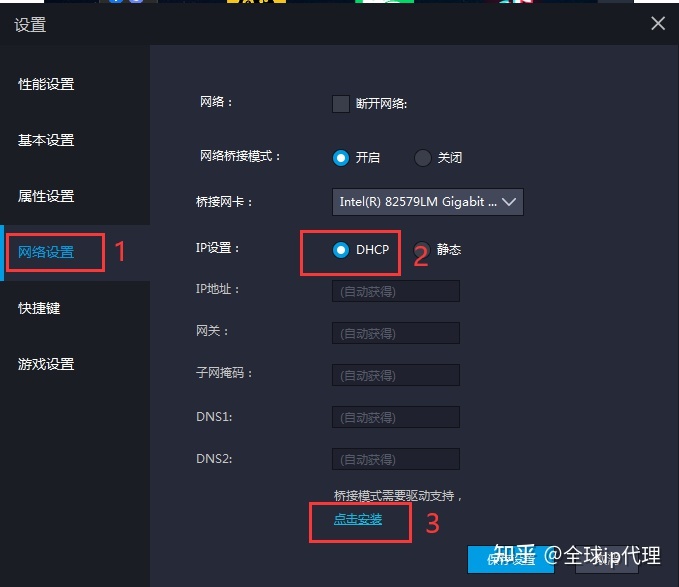 设置
性能设置
基本设置
属性设置
网络设置 1
快捷键
游戏设置
网络： 断开网络:
网络桥接模式： 开启 关闭
桥接网卡： Intel(R) 82579LM Gigabit ...
IP设置： DHCP 2 静态
IP地址： (自动获得)
网关： (自动获得)
子网掩码： (自动获得)
DNS1: (自动获得)
DNS2: (自动获得)
桥接模式需要驱动支持，
点击安装 3
保存设置
知乎 @全球ip代理